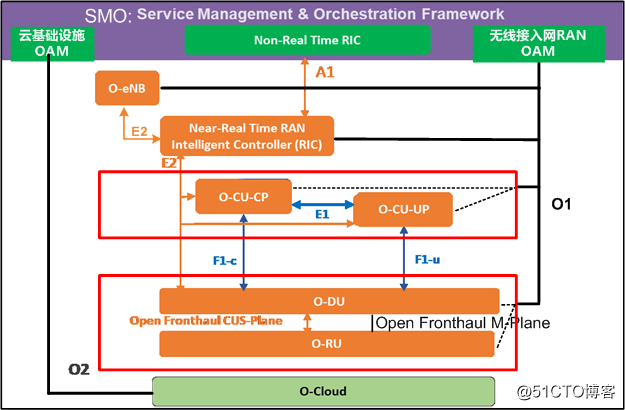 SMO: Service Management & Orchestration Framework
云基础设施
OAM
Non-Real Time RIC
无线接入网RAN
OAM
A1
O-eNB
E2
Near-Real Time RAN
Intelligent Controller (RIC)
E2
O-CU-CP
E1
O-CU-UP
O1
F1-c
F1-u
O-DU
Open Fronthaul CUS-Plane
Open Fronthaul M-Plane
O-RU
O2
O-Cloud
@51CTO博客